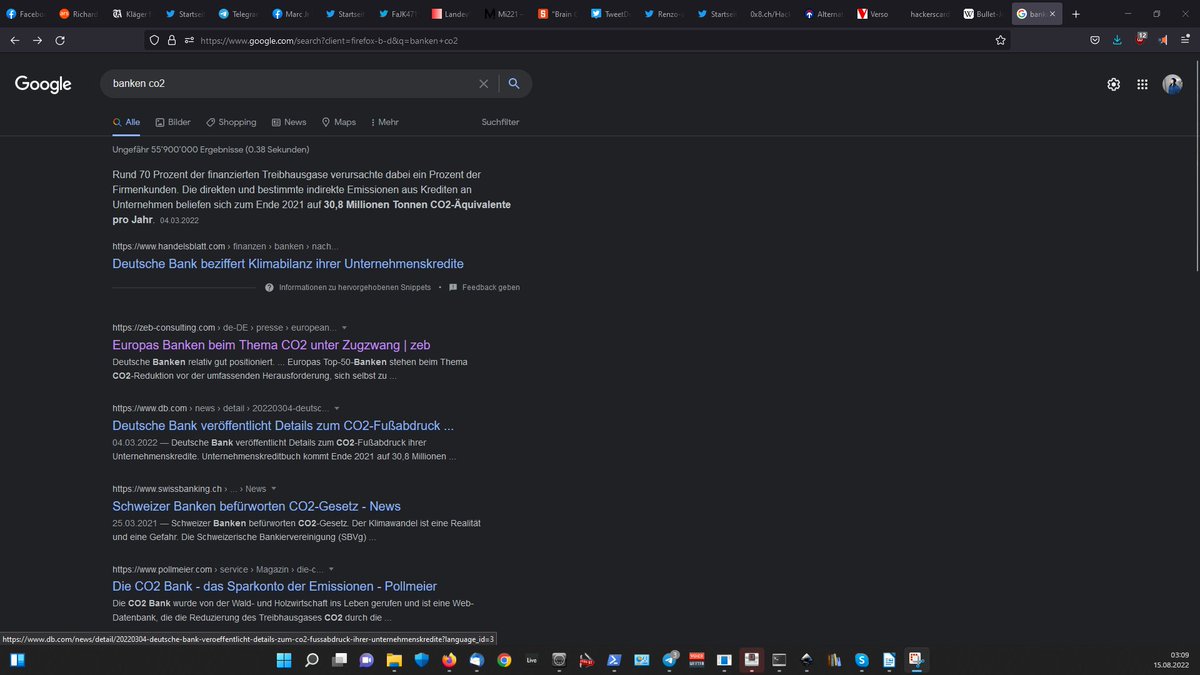 Facebo
Richard
Kläger
Startsei
Telegra
Marc J
Startsei
FaJK471
Landev
Mi221 –
"Brain C
TweetDe
Renzo-u
Startsei
0x8.ch/Hack
Alternat
Verso
hackerscard
Bullet-Jo
bank
https://www.google.com/search?client=firefox-b-d&q=banken+co2
12
Google
banken co2
Alle
Bilder
Shopping
News
Maps
Mehr
Suchfilter
Ungefähr 55'900'000 Ergebnisse (0.38 Sekunden)
Rund 70 Prozent der finanzierten Treibhausgase verursachte dabei ein Prozent der
Firmenkunden. Die direkten und bestimmte indirekte Emissionen aus Krediten an
Unternehmen beliefen sich zum Ende 2021 auf 30,8 Millionen Tonnen CO2-Äquivalente
pro Jahr. 04.03.2022
https://www.handelsblatt.com › finanzen › banken › nach...
Deutsche Bank beziffert Klimabilanz ihrer Unternehmenskredite
Informationen zu hervorgehobenen Snippets • Feedback geben
https://zeb-consulting.com › de-DE › presse › european...
Europas Banken beim Thema CO2 unter Zugzwang | zeb
Deutsche Banken relativ gut positioniert. ... Europas Top-50-Banken stehen beim Thema
CO2-Reduktion vor der umfassenden Herausforderung, sich selbst zu ...
https://www.db.com › news › detail › 20220304-deutsc...
Deutsche Bank veröffentlicht Details zum CO2-Fußabdruck ...
04.03.2022 — Deutsche Bank veröffentlicht Details zum CO2-Fußabdruck ihrer
Unternehmenskredite. Unternehmenskreditbuch kommt Ende 2021 auf 30,8 Millionen ...
https://www.swissbanking.ch › ... › News
Schweizer Banken befürworten CO2-Gesetz - News
25.03.2021 — Schweizer Banken befürworten CO2-Gesetz. Der Klimawandel ist eine Realität
und eine Gefahr. Die Schweizerische Bankiervereinigung (SBVg) ...
https://www.pollmeier.com › service › Magazin › die-c...
Die CO2 Bank - das Sparkonto der Emissionen - Pollmeier
Die CO2 Bank wurde von der Wald- und Holzwirtschaft ins Leben gerufen und ist eine Web-
Datenbank, die die Reduzierung des Treibhausgases CO2 durch die ...
https://www.db.com/news/detail/20220304-deutsche-bank-veroeffentlicht-details-zum-co2-fussabdruck-ihrer-unternehmenskredite?language_id=3
Live
3
03:09
15.08.2022